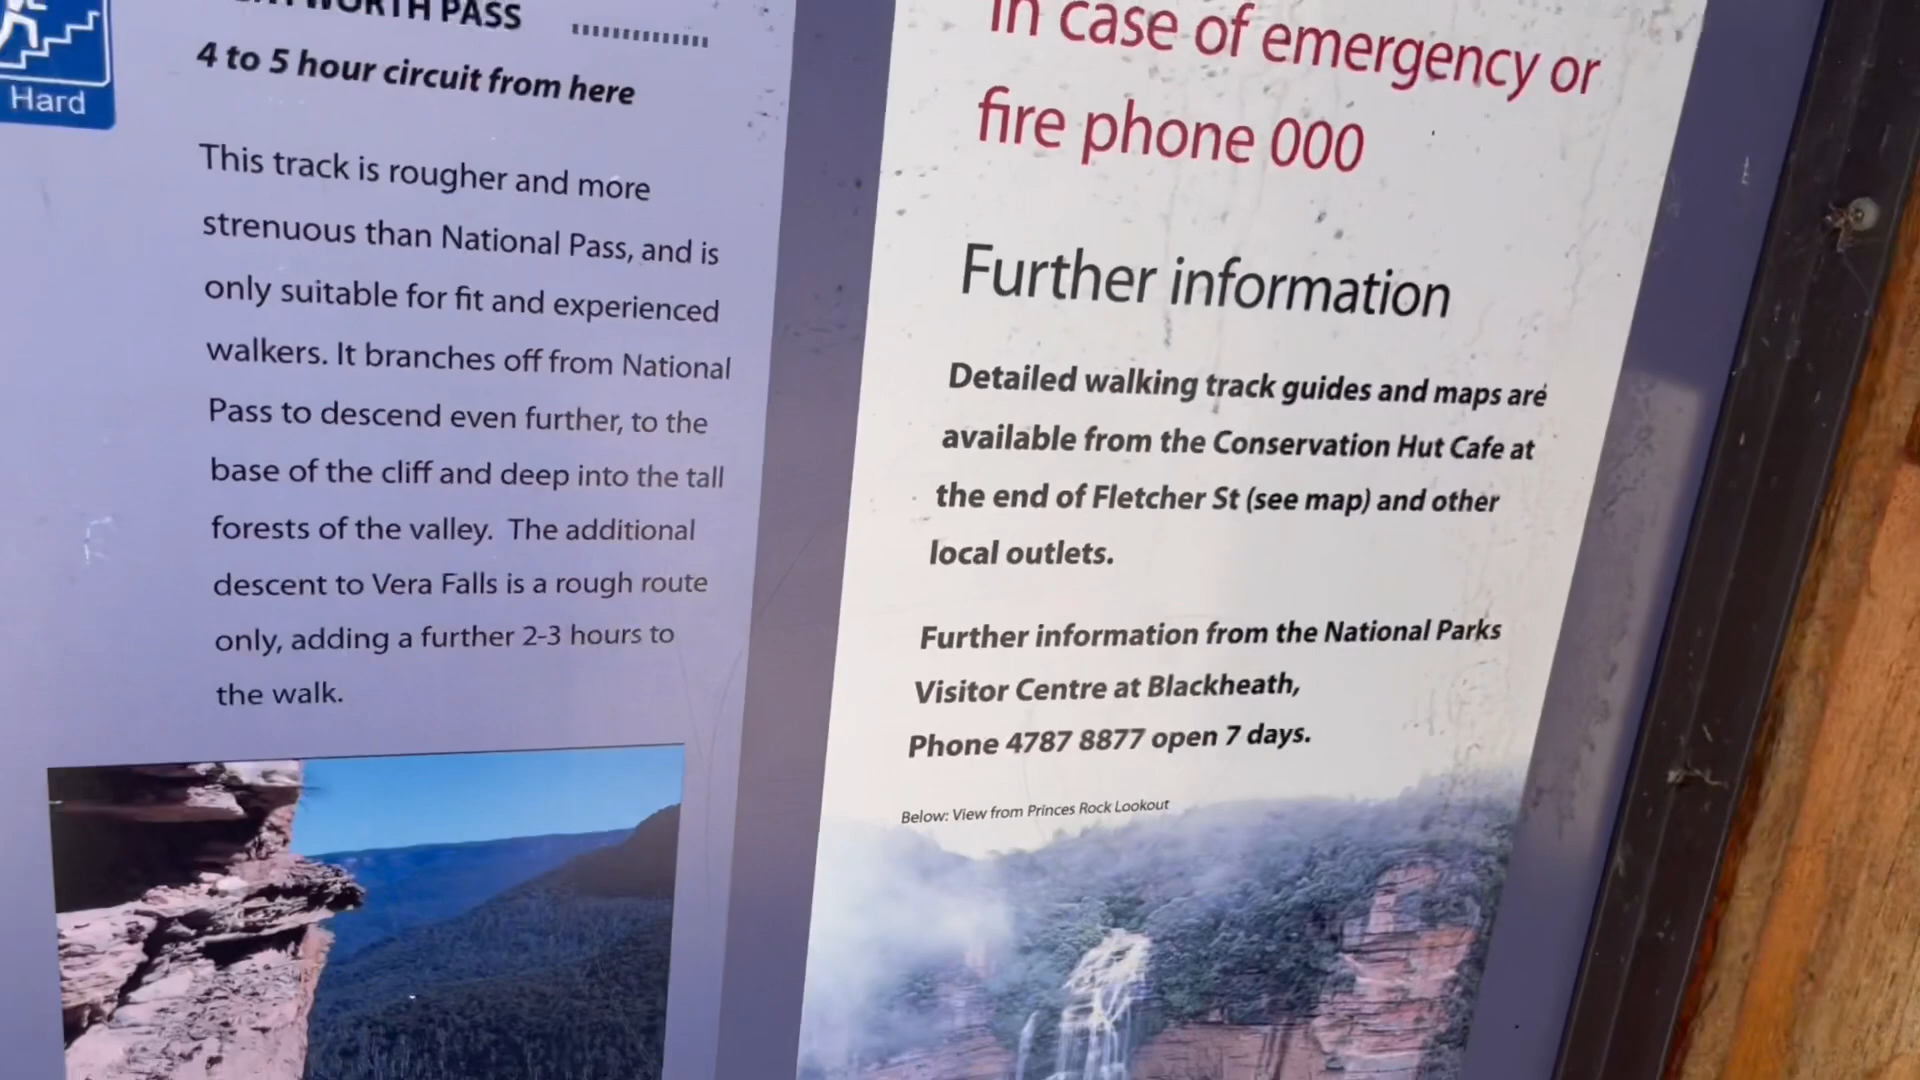 PASS
4 to 5 hour circuit from here
Hard
This track is rougher and more
strenuous than National Pass, and is
only suitable for fit and experienced
walkers. It branches off from National
Pass to descend even further, to the
base of the cliff and deep into the tall
forests of the valley. The additional
descent to Vera Falls is a rough route
only, adding a further 2-3 hours to
the walk.
In case of emergency or
fire phone 000
Further information
Detailed walking track guides and maps are
available from the Conservation Hut Cafe at
the end of Fletcher St (see map) and other
local outlets.
Further information from the National Parks
Visitor Centre at Blackheath,
Phone 4787 8877 open 7 days.
Below: View from Princes Rock Lookout